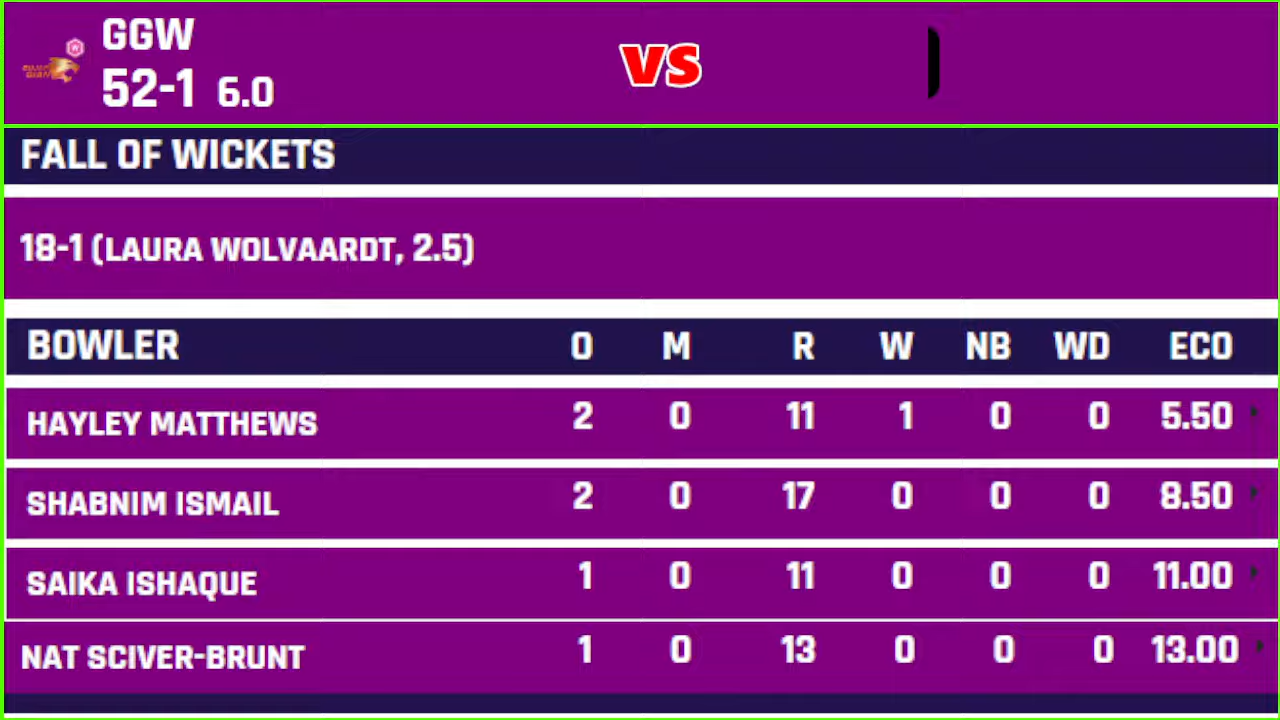 GGW
52-1 6.0
VS
FALL OF WICKETS
18-1 (LAURA WOLVAARDT, 2.5)
BOWLER O M R W NB WD ECO
HAYLEY MATTHEWS 2 0 11 1 0 0 5.50
SHABNIM ISMAIL 2 0 17 0 0 0 8.50
SAIKA ISHAQUE 1 0 11 0 0 0 11.00
NAT SCIVER-BRUNT 1 0 13 0 0 0 13.00